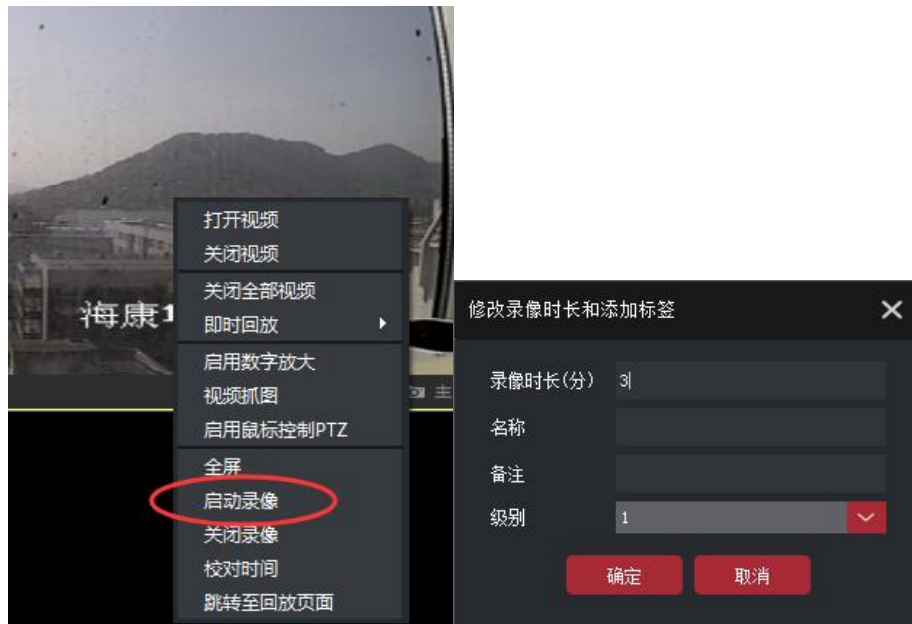 海康1
打开视频
关闭视频
关闭全部视频
即时回放
启用数字放大
视频抓图
启用鼠标控制PTZ
全屏
启动录像
关闭录像
校对时间
跳转至回放页面
主
修改录像时长和添加标签
录像时长(分) 3
名称
备注
级别 1
确定 取消